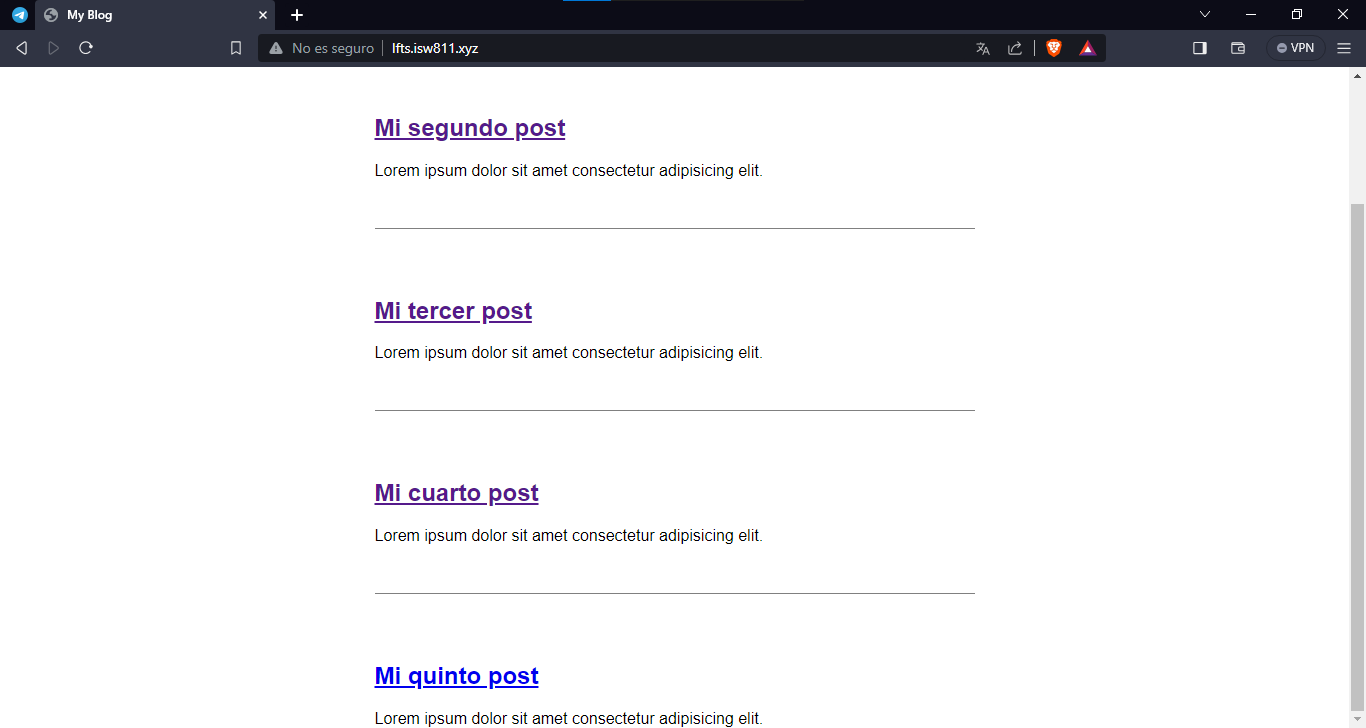 My Blog
No es seguro
lfts.isw811.xyz
VPN
Mi segundo post
Lorem ipsum dolor sit amet consectetur adipisicing elit.
Mi tercer post
Lorem ipsum dolor sit amet consectetur adipisicing elit.
Mi cuarto post
Lorem ipsum dolor sit amet consectetur adipisicing elit.
Mi quinto post
Lorem ipsum dolor sit amet consectetur adipisicing elit.